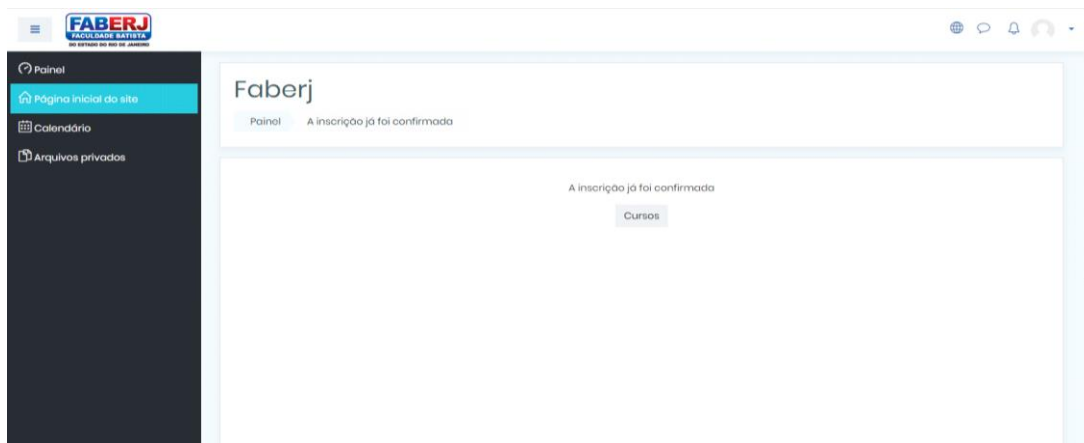 FABERJ
FACULDADE BATISTA
DO ESTADO DO RIO DE JANEIRO
Painel
Página inicial do site
Calendário
Arquivos privados
Faberj
Painel A inscrição já foi confirmada
A inscrição já foi confirmada
Cursos